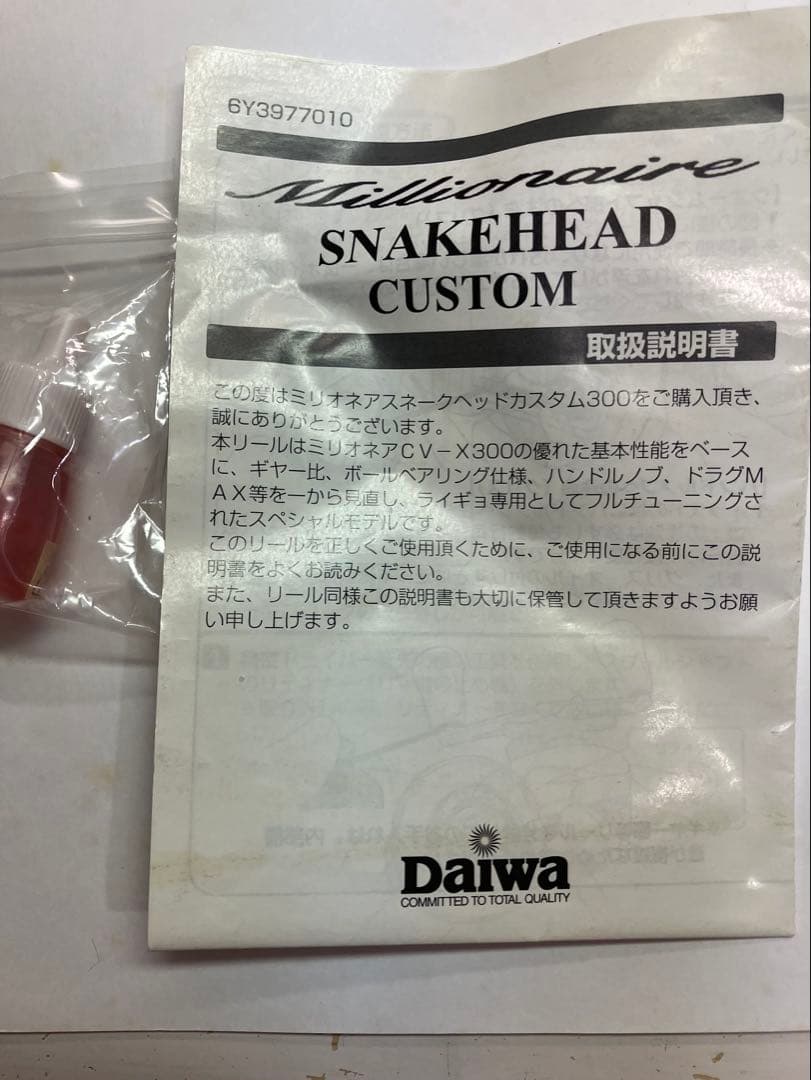 6Y3977010
Millionaire
SNAKEHEAD
CUSTOM
取扱説明書
この度はミリオネアスネークヘッドカスタム300をご購入頂き、
誠にありがとうございます。
本リールはミリオネアCV-X300の優れた基本性能をベース
に、ギヤー比、ボールベアリング仕様、ハンドルノブ、ドラグM
AX等を一から見直し、ライギョ専用としてフルチューニングさ
れたスペシャルモデルです。
このリールを正しくご使用頂くために、ご使用になる前にこの説
明書をよくお読みください。
また、リール同様この説明書も大切に保管して頂きますようお願
い申し上げます。
Daiwa
COMMITTED TO TOTAL QUALITY